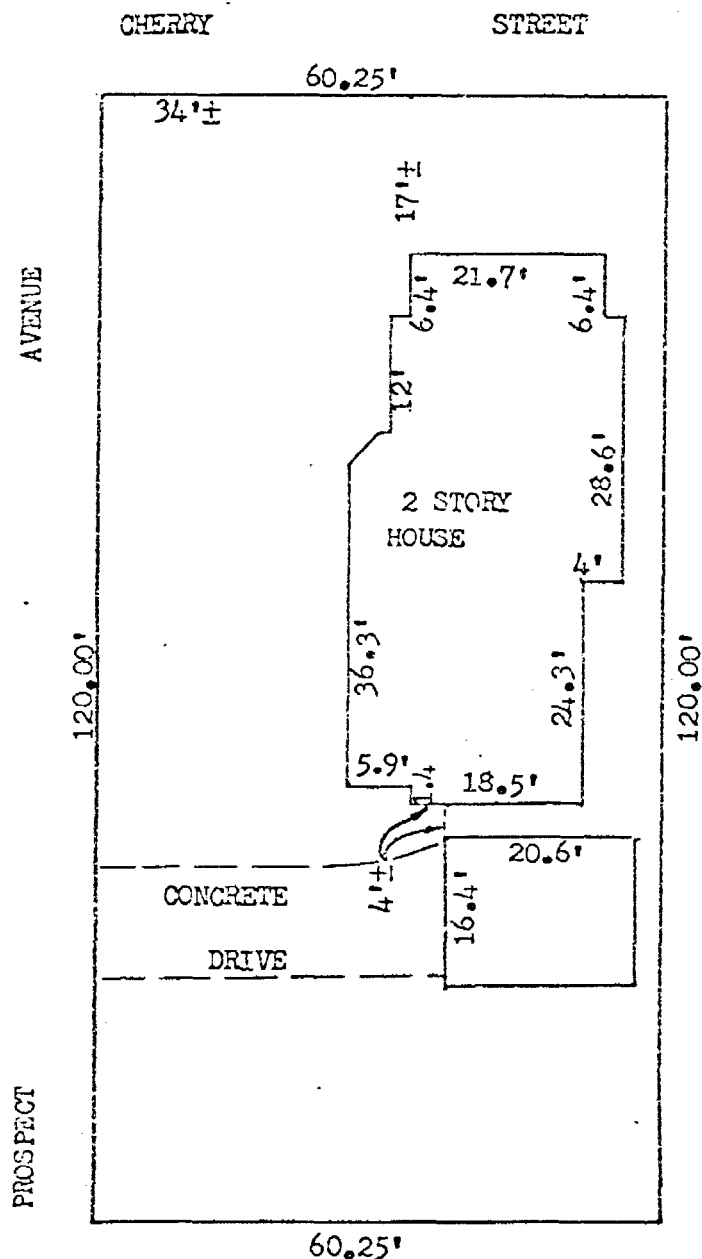 CHERRY STREET
60.25'
34'±
17'±
AVENUE
21.7'
6.4'
6.4'
12'
28.6'
2 STORY
HOUSE
4'
120.00'
36.3'
24.3'
120.00'
5.9'
1.4
18.5'
20.6'
4'±
16.4'
CONCRETE
DRIVE
PROSPECT
60.25'